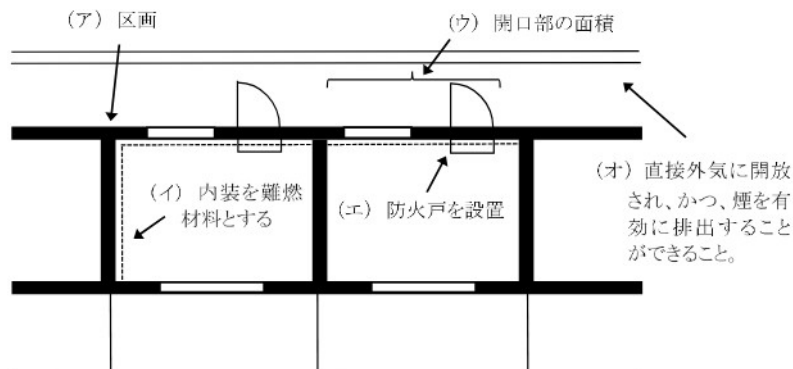 (ア) 区画
(ウ) 開口部の面積
(イ) 内装を難燃
材料とする
(エ) 防火戸を設置
(オ) 直接外気に開放
され、かつ、煙を有
効に排出すること
ができること。